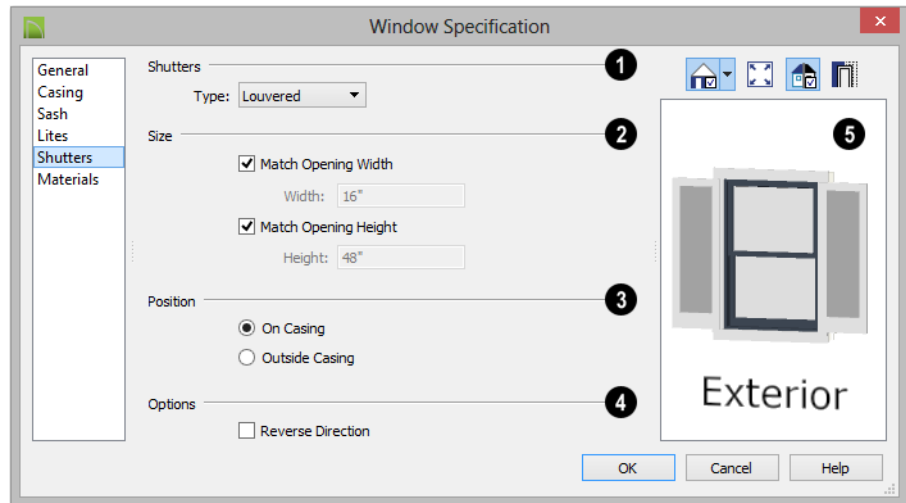 Window Specification
General
Casing
Sash
Lites
Shutters
Materials
Shutters 1
Type: Louvered
Size 2
Match Opening Width
Width: 16"
Match Opening Height
Height: 48"
Position 3
On Casing
Outside Casing
Options 4
Reverse Direction
5
Exterior
OK Cancel Help